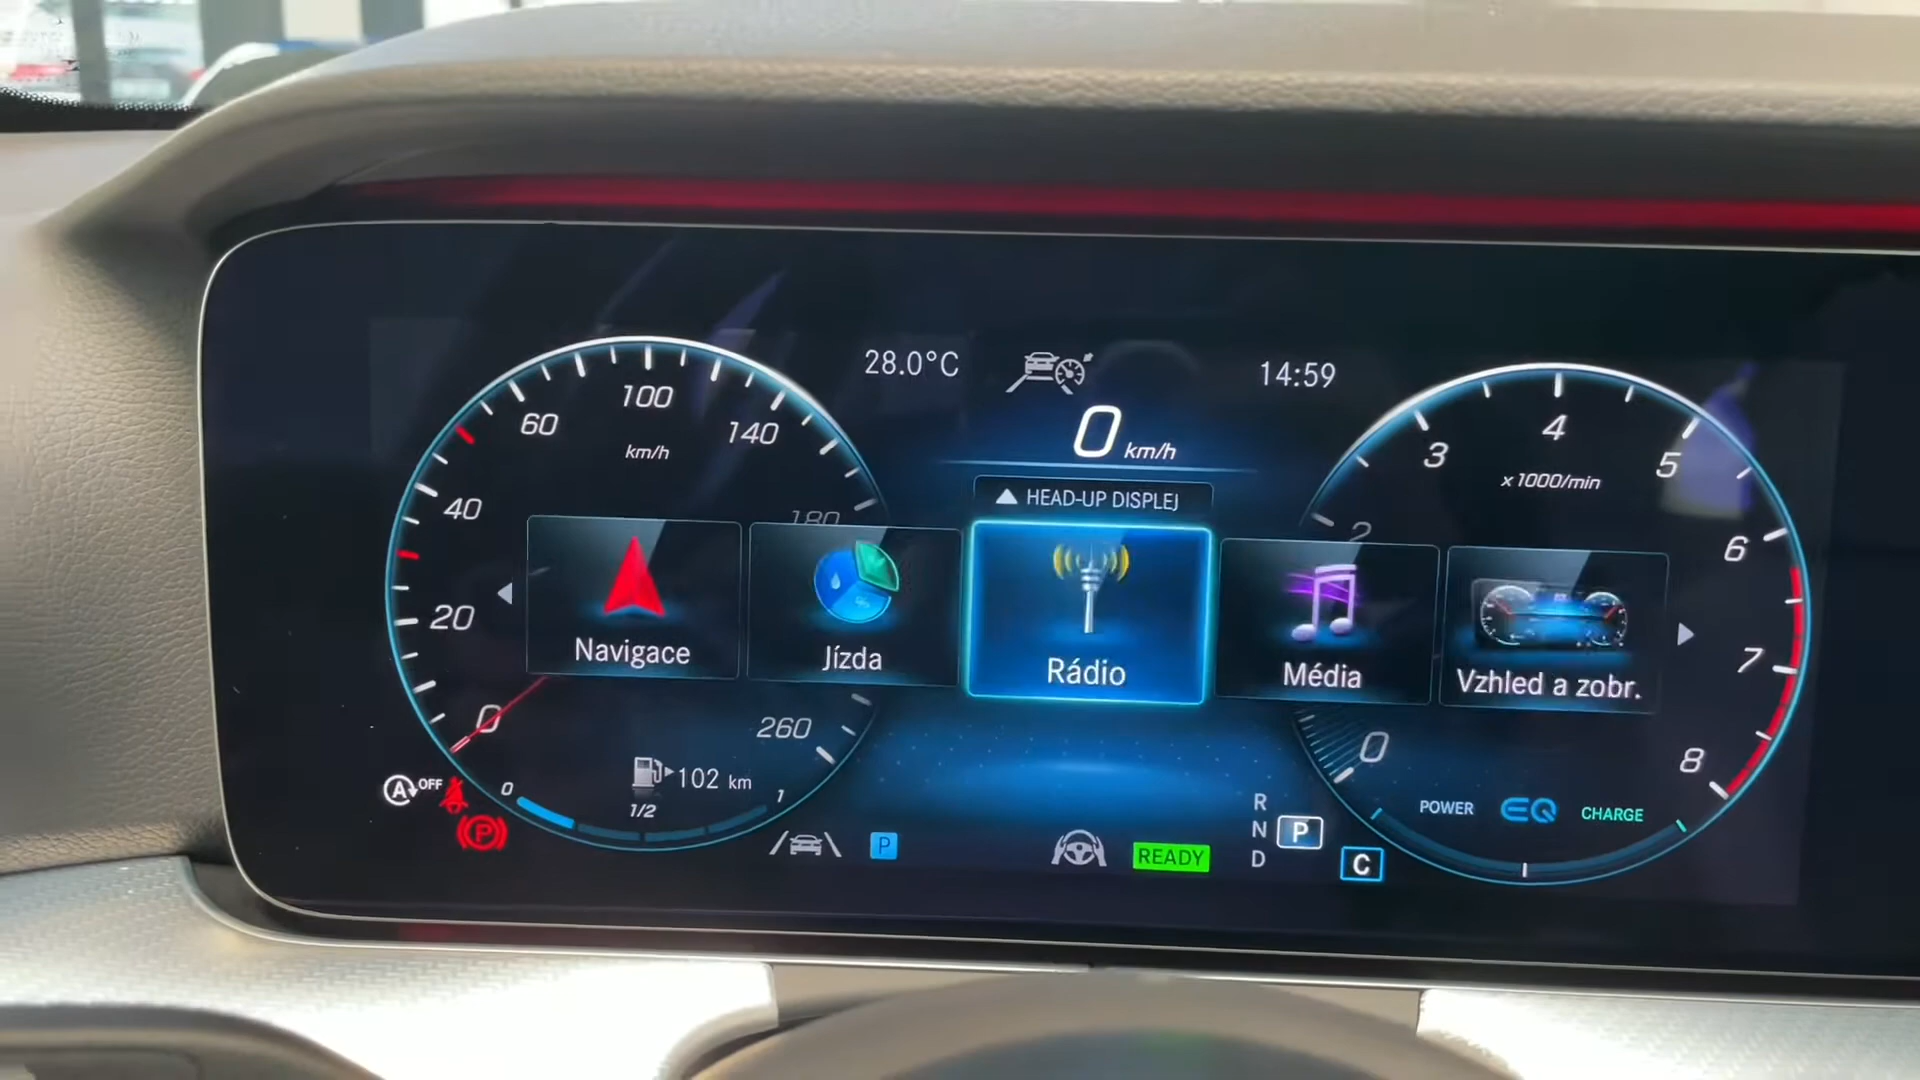 28.0°C
14:59
0 km/h
HEAD-UP DISPLEJ
Navigace
Jízda
Rádio
Média
Vzhled a zobr.
0
20
40
60
100
140
180
260
km/h
102 km
0
1/2
1
A OFF
P
P
READY
R
N
D
P
C
0
2
3
4
5
6
7
8
x1000/min
POWER
EQ
CHARGE